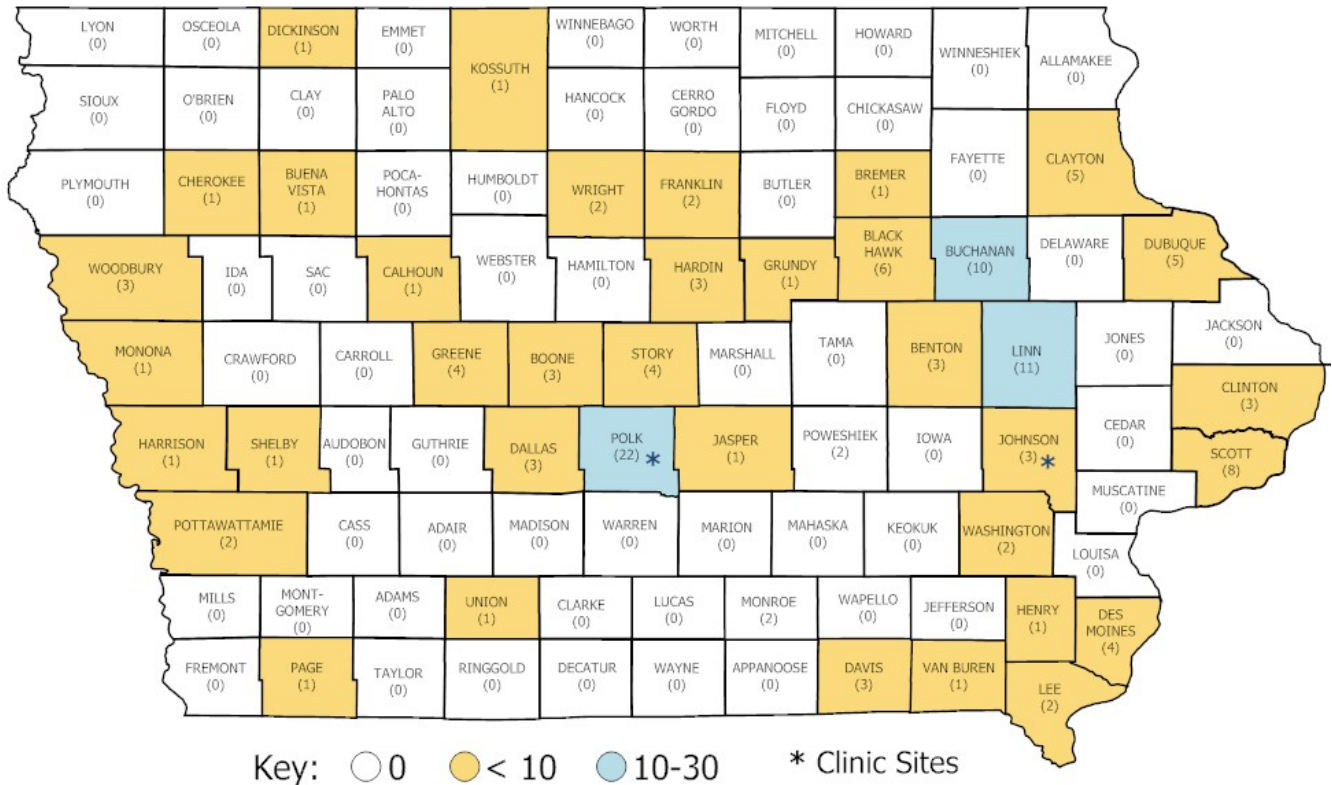 LYON
(0)
OSCEOLA
(0)
DICKINSON
(1)
EMMET
(0)
KOSSUTH
(1)
WINNEBAGO
(0)
WORTH
(0)
MITCHELL
(0)
HOWARD
(0)
WINNESHIEK
(0)
ALLAMAKEE
(0)
SIOUX
(0)
O'BRIEN
(0)
CLAY
(0)
PALO
ALTO
(0)
HANCOCK
(0)
CERRO
GORDO
(0)
FLOYD
(0)
CHICKASAW
(0)
PLYMOUTH
(0)
CHEROKEE
(1)
BUENA
VISTA
(1)
POCA-
HONTAS
(0)
HUMBOLDT
(0)
WRIGHT
(2)
FRANKLIN
(2)
BUTLER
(0)
BREMER
(1)
FAYETTE
(0)
CLAYTON
(5)
WOODBURY
(3)
IDA
(0)
SAC
(0)
CALHOUN
(1)
WEBSTER
(0)
HAMILTON
(0)
HARDIN
(3)
GRUNDY
(1)
BLACK
HAWK
(6)
BUCHANAN
(10)
DELAWARE
(0)
DUBUQUE
(5)
MONONA
(1)
CRAWFORD
(0)
CARROLL
(0)
GREENE
(4)
BOONE
(3)
STORY
(4)
MARSHALL
(0)
TAMA
(0)
BENTON
(3)
LINN
(11)
JONES
(0)
JACKSON
(0)
CLINTON
(3)
HARRISON
(1)
SHELBY
(1)
AUDOBON
(0)
GUTHRIE
(0)
DALLAS
(3)
POLK
(22) *
JASPER
(1)
POWESHIEK
(2)
IOWA
(0)
JOHNSON
(3) *
CEDAR
(0)
SCOTT
(8)
MUSCATINE
(0)
POTTAWATTAMIE
(2)
CASS
(0)
ADAIR
(0)
MADISON
(0)
WARREN
(0)
MARION
(0)
MAHASKA
(0)
KEOKUK
(0)
WASHINGTON
(2)
LOUISA
(0)
MILLS
(0)
MONT-
GOMERY
(0)
ADAMS
(0)
UNION
(1)
CLARKE
(0)
LUCAS
(0)
MONROE
(2)
WAPELLO
(0)
JEFFERSON
(0)
HENRY
(1)
DES
MOINES
(4)
FREMONT
(0)
PAGE
(1)
TAYLOR
(0)
RINGGOLD
(0)
DECATUR
(0)
WAYNE
(0)
APPANOOSE
(0)
DAVIS
(3)
VAN BUREN
(1)
LEE
(2)
Key: 0 < 10 10-30 * Clinic Sites